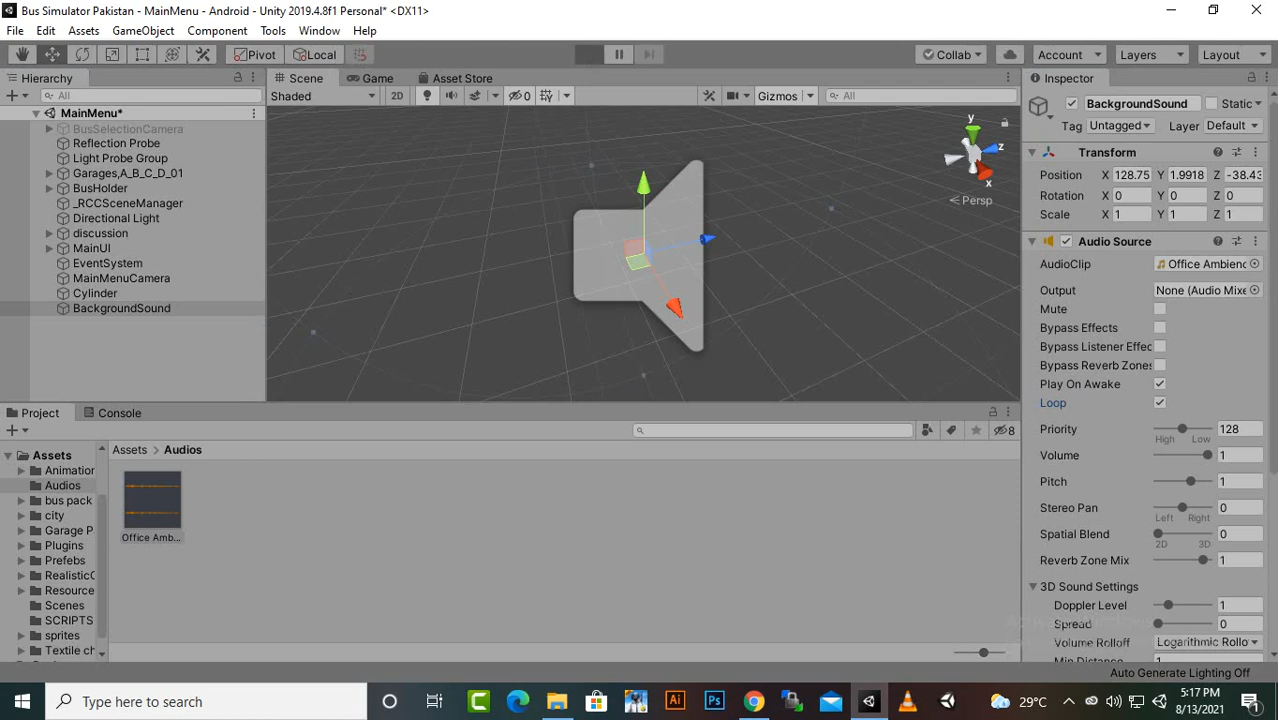 Bus Simulator Pakistan - MainMenu - Android - Unity 2019.4.8f1 Personal* <DX11>
File Edit Assets GameObject Component Tools Window Help
Pivot Local Collab Account Layers Layout
Hierarchy Scene Game Asset Store Inspector
All Shaded 2D 0 Gizmos All BackgroundSound Static
MainMenu*
Tag Untagged Layer Default
BusSelectionCamera
Reflection Probe
Light Probe Group
Garages,A_B_C_D_01
BusHolder
_RCCSceneManager
Directional Light
discussion
MainUI
EventSystem
MainMenuCamera
Cylinder
BackgroundSound
y
z
x
Persp
Transform
Position X 128.75 Y 1.9918 Z -38.43
Rotation X 0 Y 0 Z 0
Scale X 1 Y 1 Z 1
Audio Source
AudioClip Office Ambienc
Output None (Audio Mixe
Mute
Bypass Effects
Bypass Listener Effec
Bypass Reverb Zones
Play On Awake
Loop
Priority 128
High Low
Volume 1
Pitch 1
Stereo Pan 0
Left Right
Spatial Blend 0
2D 3D
Reverb Zone Mix 1
3D Sound Settings
Doppler Level 1
Spread 0
Volume Rolloff Logarithmic Rollo
Min Distance 1
Project Console
8
Assets
Animation
Audios
bus pack
city
Garage P
Plugins
Prefebs
Realistic
Resource
Scenes
SCRIPTS
sprites
Textile ch
Assets > Audios
Office Amb...
Auto Generate Lighting Off
Type here to search
29°C
5:17 PM
8/13/2021